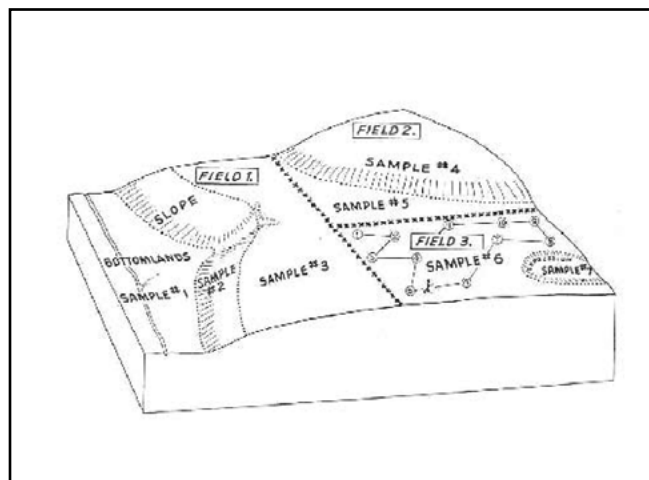 FIELD 2.
SAMPLE #4
FIELD 1.
SLOPE
SAMPLE #5
FIELD 3.
BOTTOMLANDS
SAMPLE #1
SAMPLE
#2
SAMPLE #3
SAMPLE #6
SAMPLE #7
1